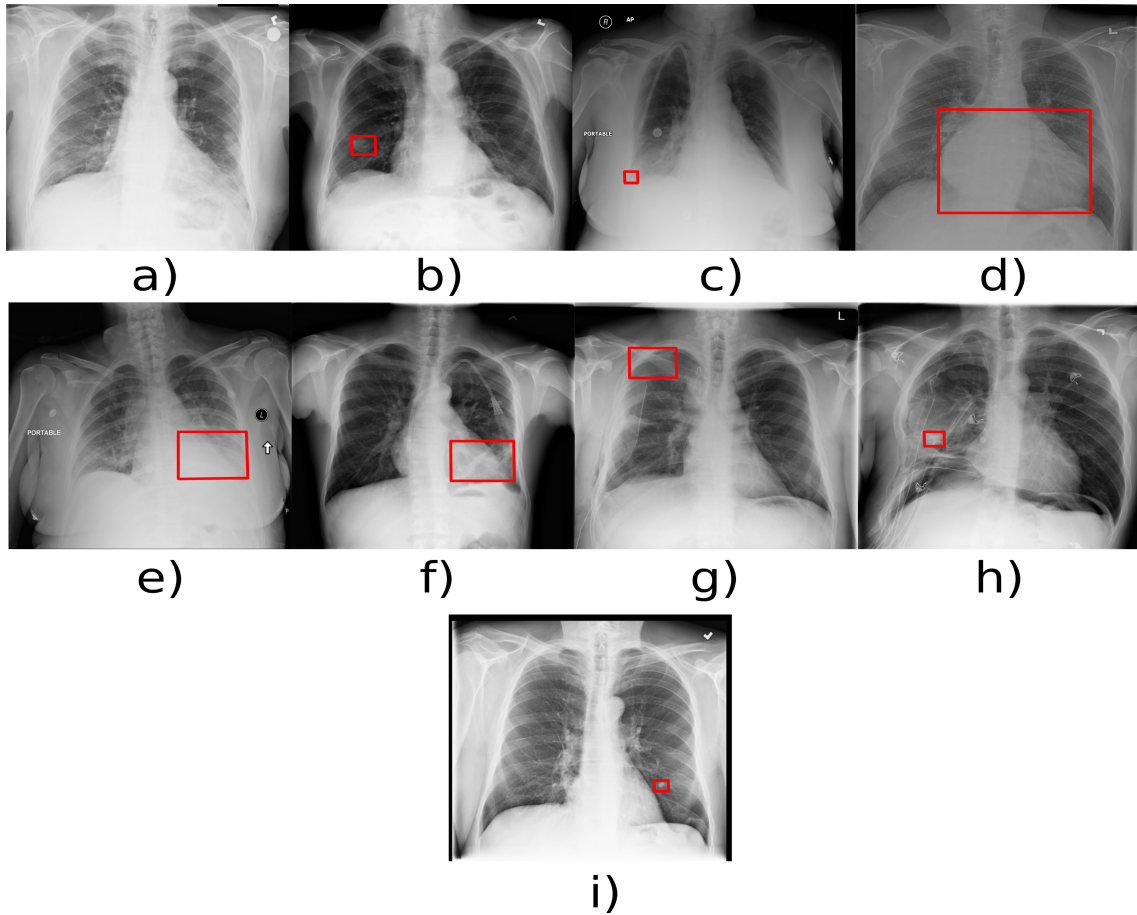 R AP
PORTABLE
L
a) b) c) d)
PORTABLE
L
L
e) f) g) h)
i)